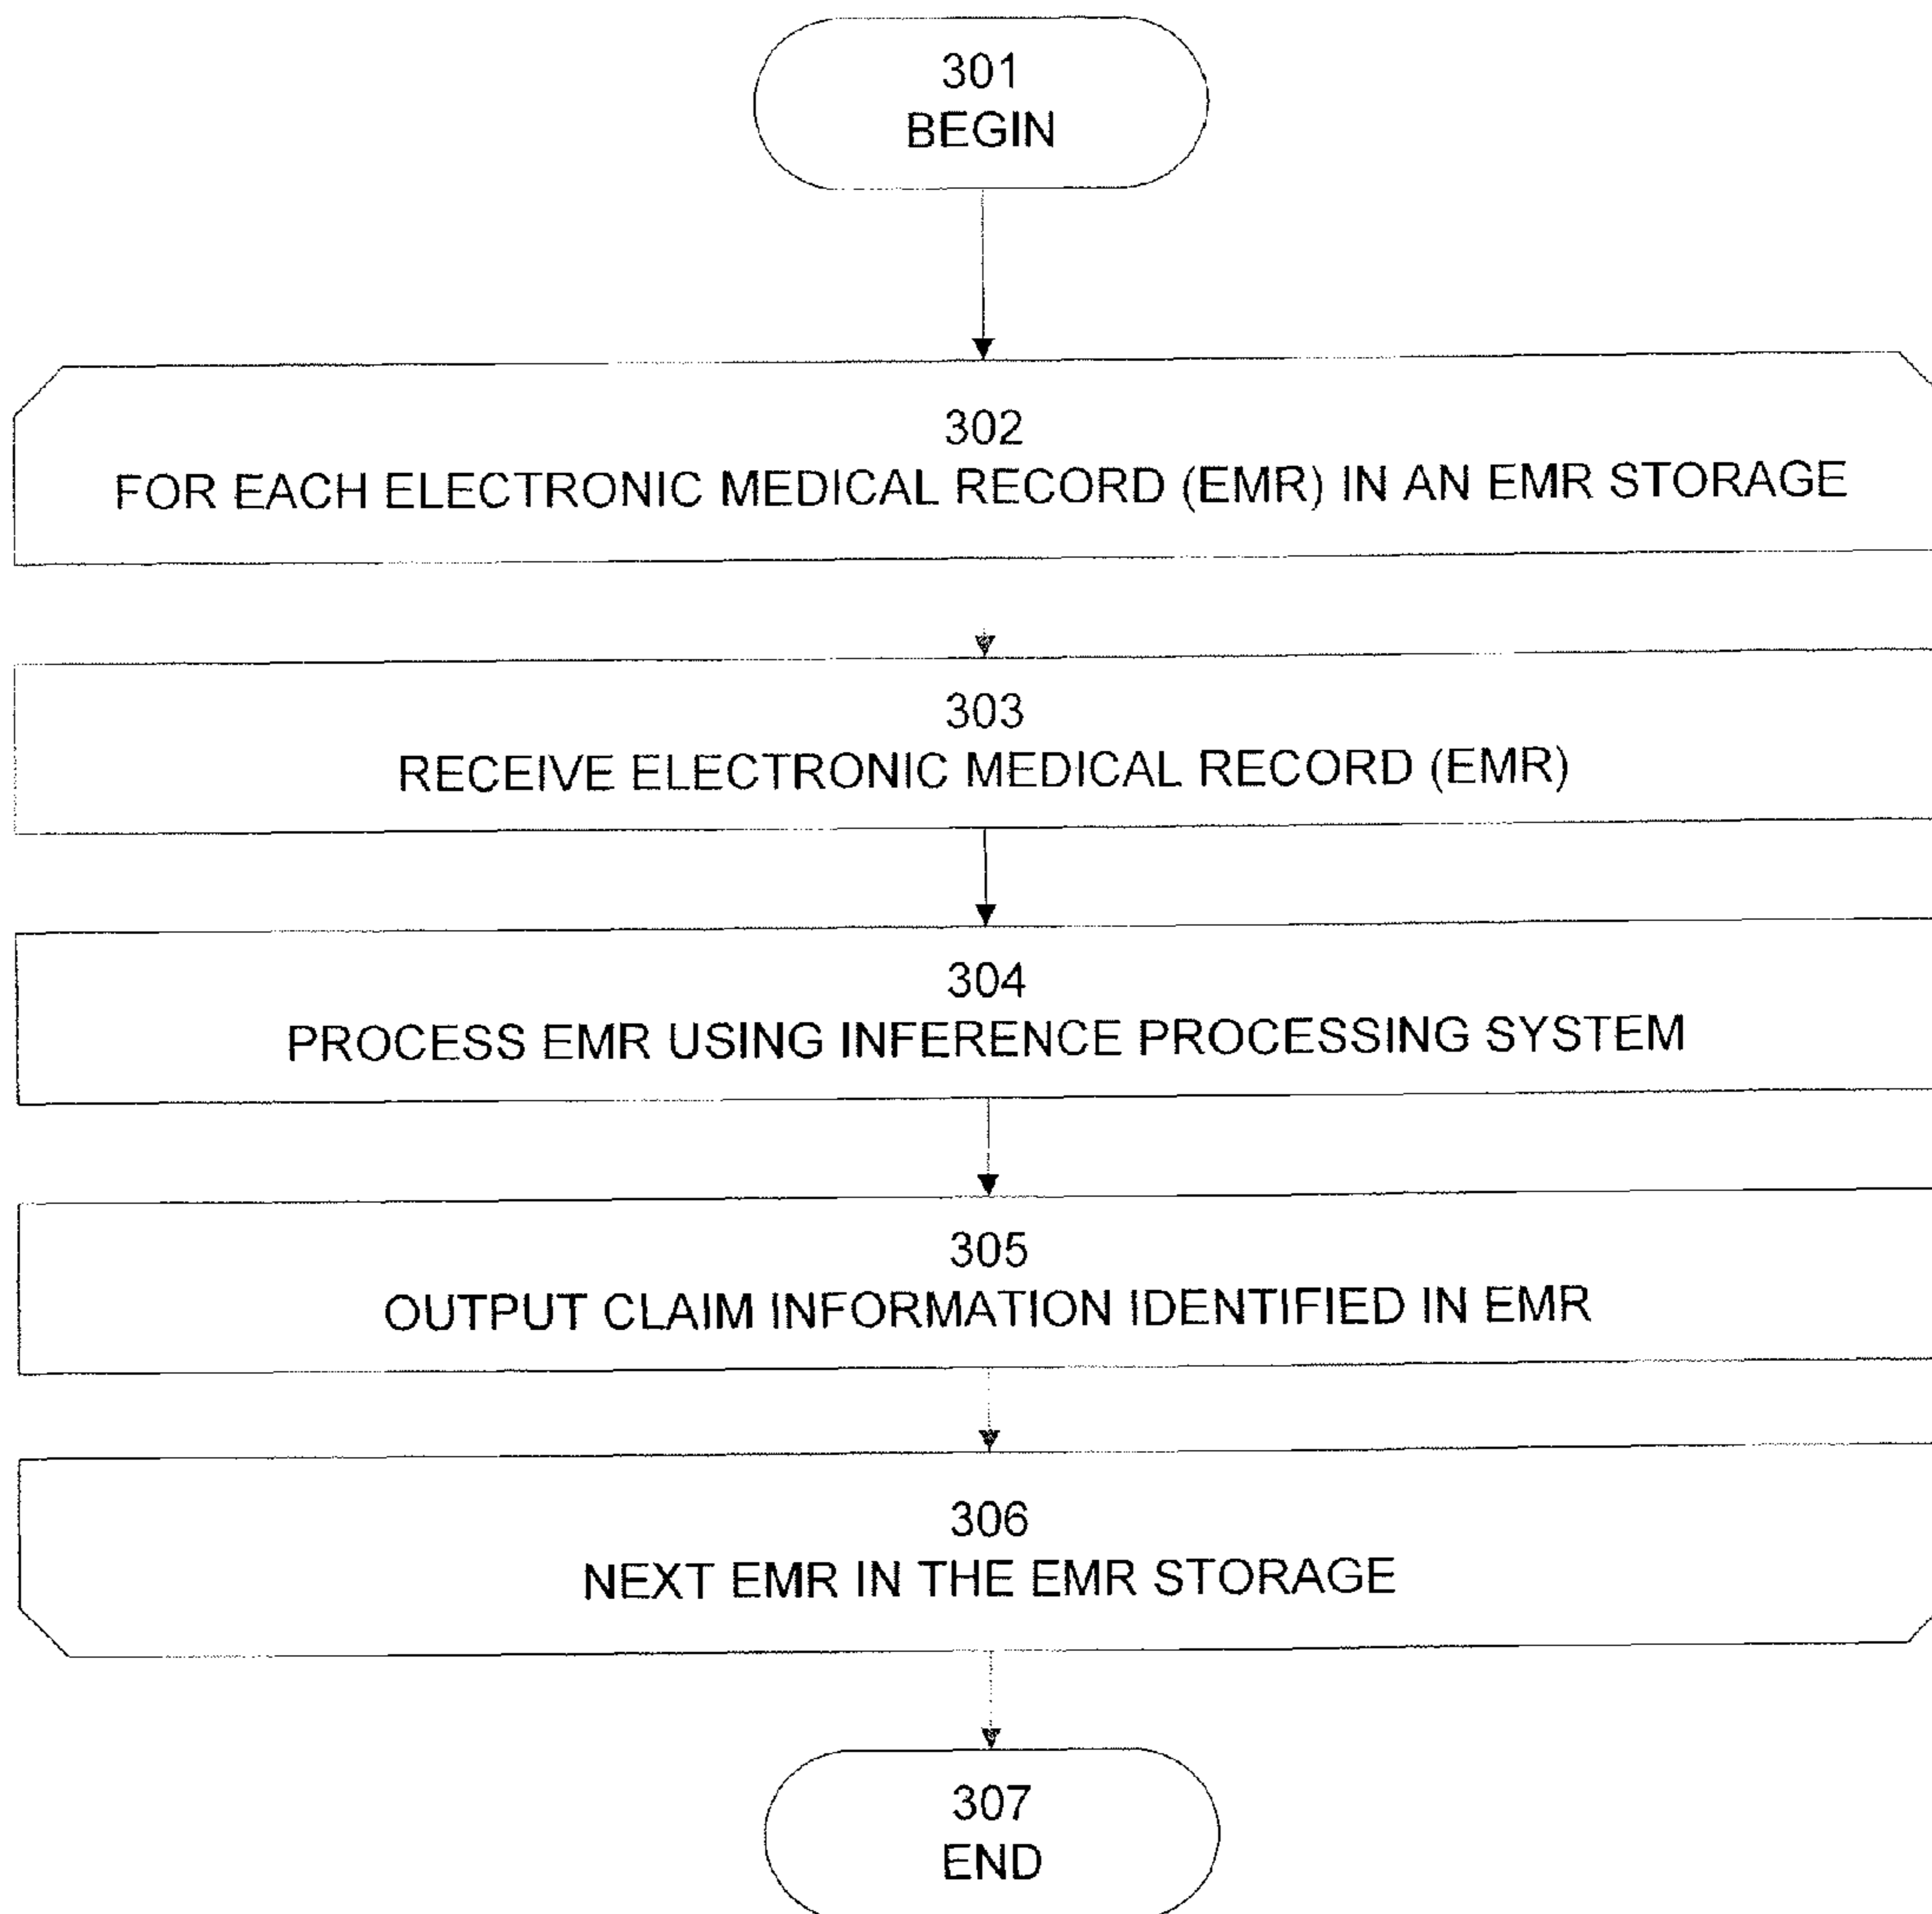 301
BEGIN
302
FOR EACH ELECTRONIC MEDICAL RECORD (EMR) IN AN EMR STORAGE
303
RECEIVE ELECTRONIC MEDICAL RECORD (EMR)
304
PROCESS EMR USING INFERENCE PROCESSING SYSTEM
305
OUTPUT CLAIM INFORMATION IDENTIFIED IN EMR
306
NEXT EMR IN THE EMR STORAGE
307
END